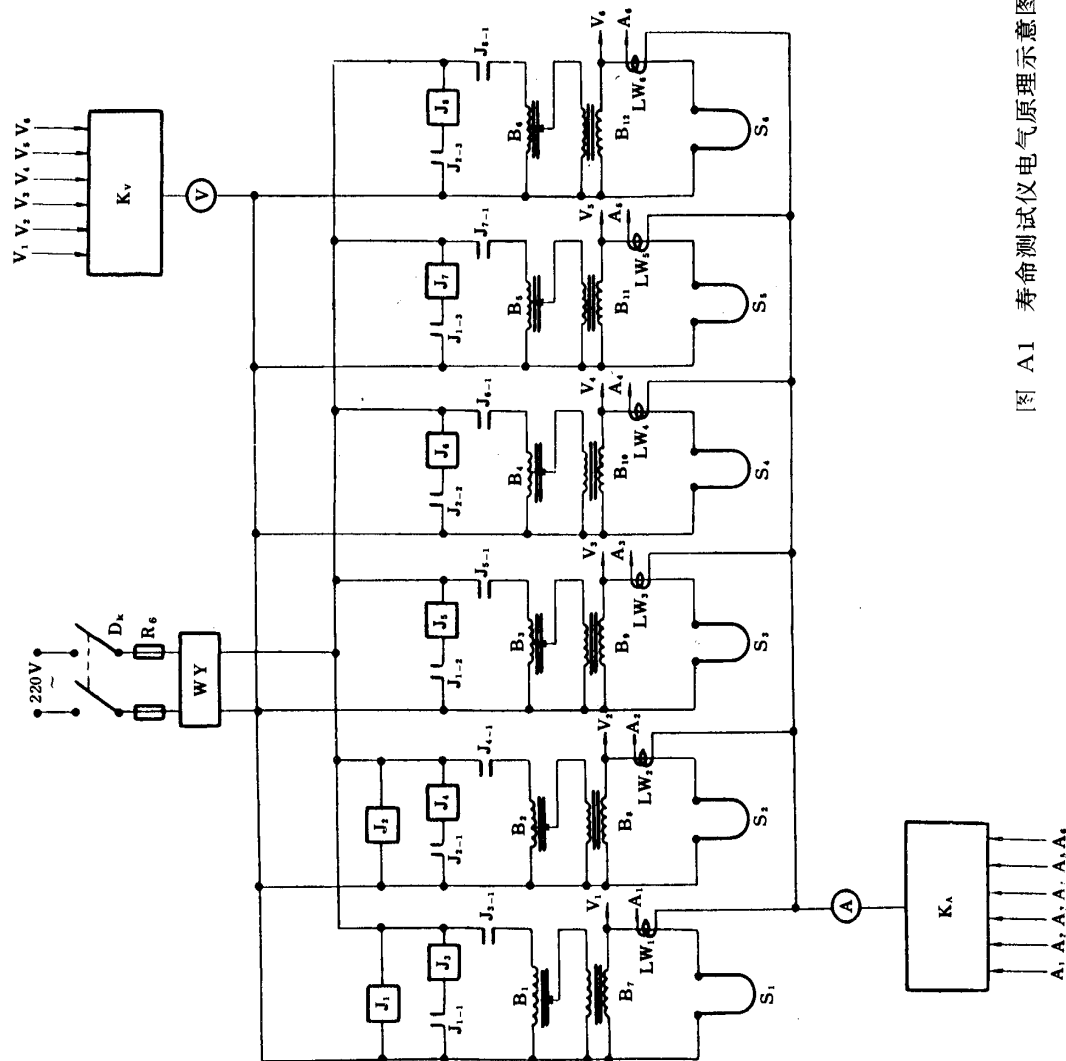 V₁ V₂ V₃ V₄ V₅ V₆
Kᵥ
V
220V
~
Dₖ
R₆
WY
J₁
J₂
J₃
J₄
J₅
J₆
J₇
J₈
J₁₋₁
J₂₋₁
J₁₋₂
J₂₋₂
J₁₋₃
J₂₋₃
J₃₋₁
J₄₋₁
J₅₋₁
J₆₋₁
J₇₋₁
J₈₋₁
B₁
B₂
B₃
B₄
B₅
B₆
B₇
B₈
B₉
B₁₀
B₁₁
B₁₂
V₁
V₂
V₃
V₄
V₅
V₆
A₁
A₂
A₃
A₄
A₅
A₆
LW₁
LW₂
LW₃
LW₄
LW₅
LW₆
S₁
S₂
S₃
S₄
S₅
S₆
A
K_A
A₁ A₂ A₃ A₄ A₅ A₆
图 A1 寿命测试仪电气原理示意图